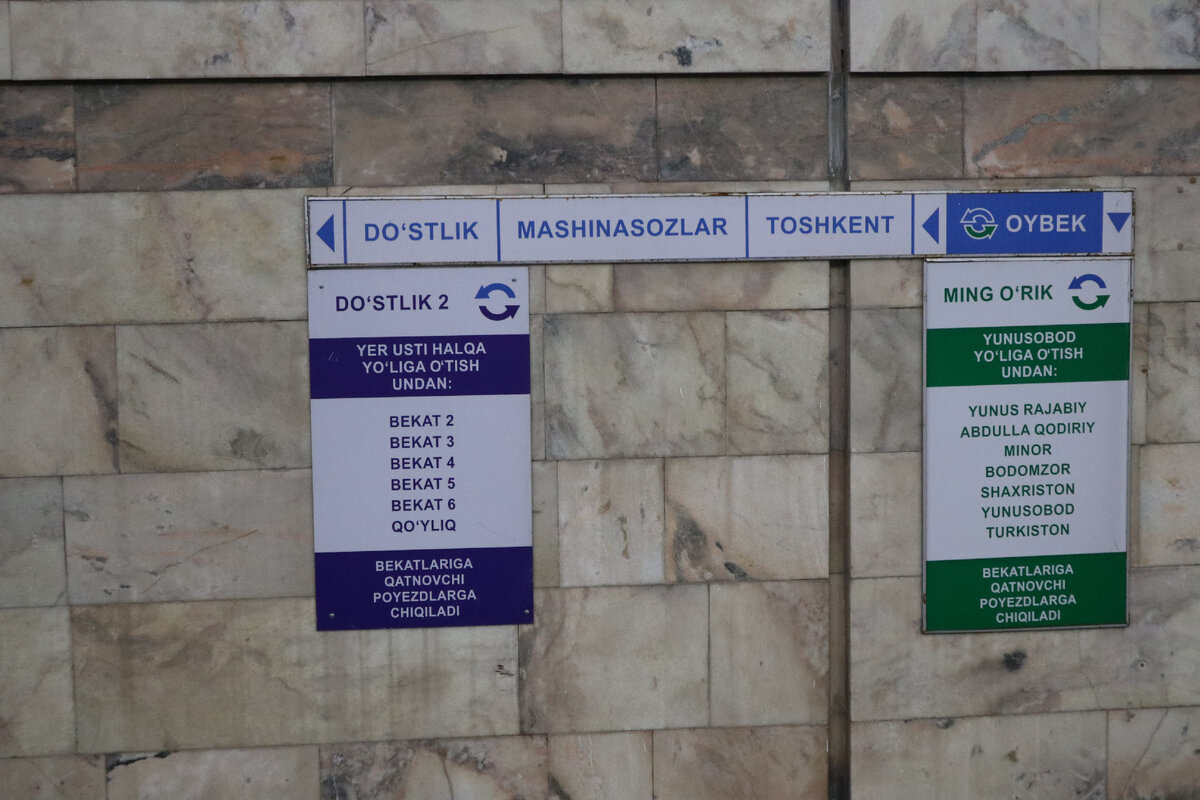 DO‘STLIK MASHINASOZLAR TOSHKENT OYBEK
DO‘STLIK 2
YER USTI HALQA
YO‘LIGA O‘TISH
UNDAN:
BEKAT 2
BEKAT 3
BEKAT 4
BEKAT 5
BEKAT 6
QO‘YLIQ
BEKATLARIGA
QATNOVCHI
POYEZDLARGA
CHIQILADI
MING O‘RIK
YUNUSOBOD
YO‘LIGA O‘TISH
UNDAN:
YUNUS RAJABIY
ABDULLA QODIRIY
MINOR
BODOMZOR
SHAXRISTON
YUNUSOBOD
TURKISTON
BEKATLARIGA
QATNOVCHI
POYEZDLARGA
CHIQILADI